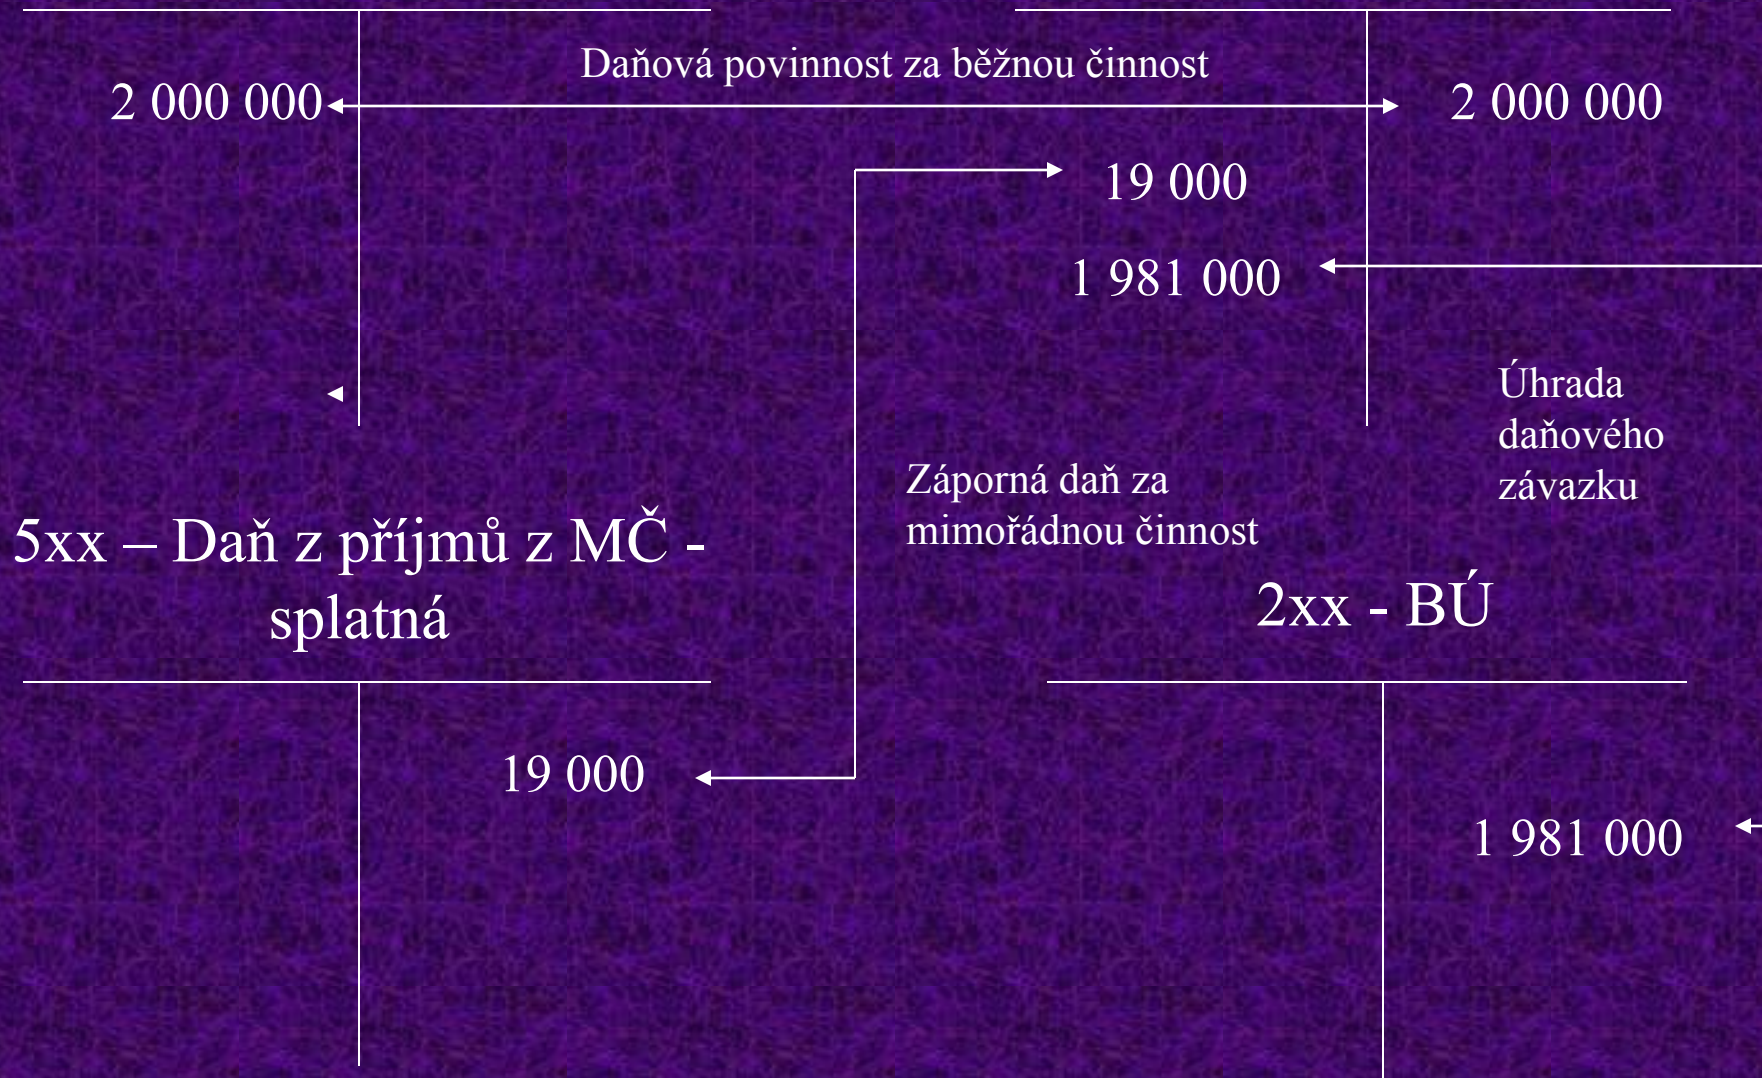 Daňová povinnost za běžnou činnost
2 000 000
2 000 000
19 000
1 981 000
Úhrada
daňového
závazku
Záporná daň za
mimořádnou činnost
5xx – Daň z příjmů z MČ -
splatná
2xx - BÚ
19 000
1 981 000